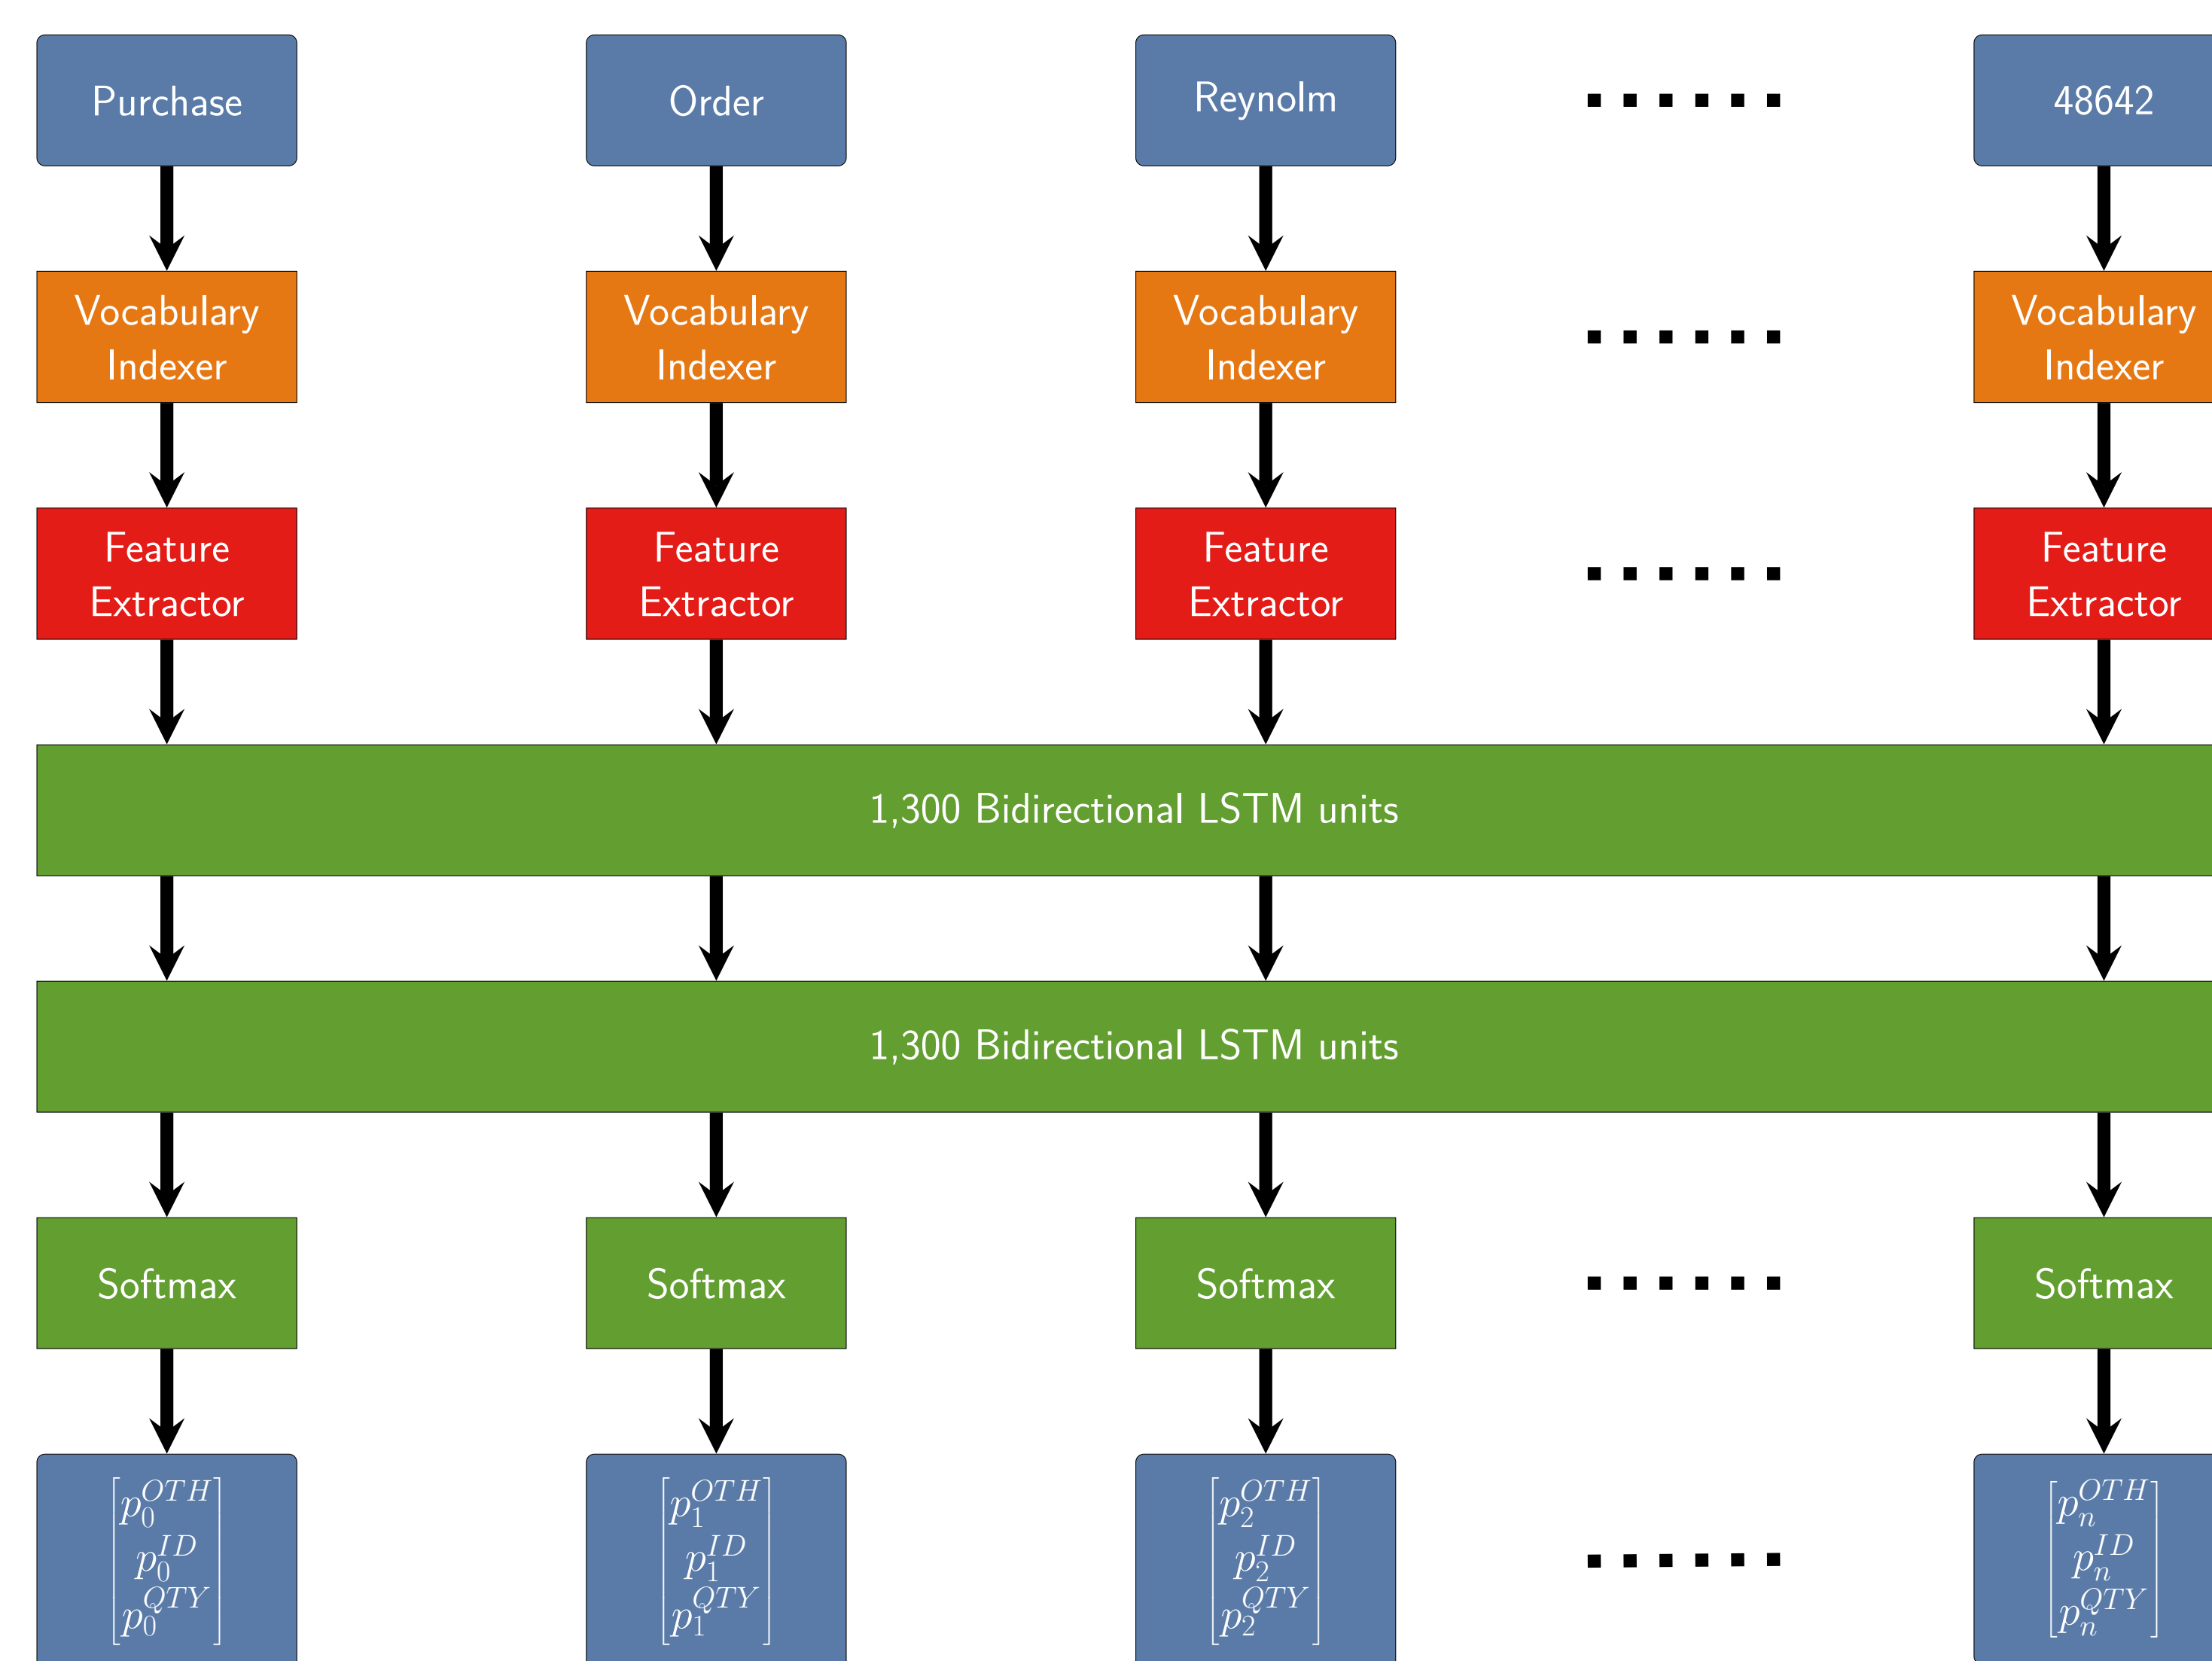 Purchase Order Reynolm 48642
Vocabulary Vocabulary Vocabulary Vocabulary
Indexer Indexer Indexer Indexer
Feature Feature Feature Feature
Extractor Extractor Extractor Extractor
1,300 Bidirectional LSTM units
1,300 Bidirectional LSTM units
Softmax Softmax Softmax Softmax
p_0^{OTH} p_1^{OTH} p_2^{OTH} p_n^{OTH}
p_0^{ID} p_1^{ID} p_2^{ID} p_n^{ID}
p_0^{QTY} p_1^{QTY} p_2^{QTY} p_n^{QTY}